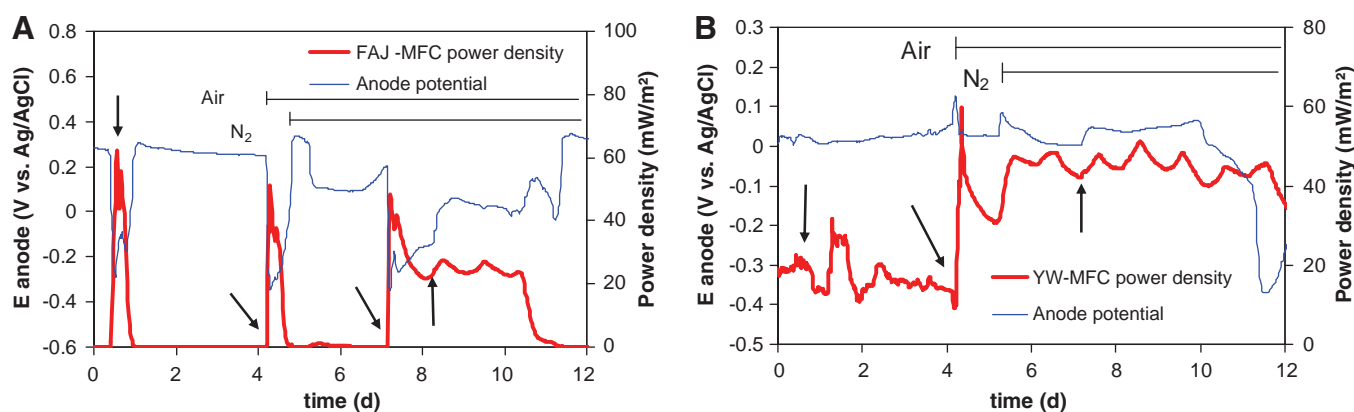 A
E anode (V vs. Ag/AgCl)
0.8
0.6
0.4
0.2
0
-0.2
-0.4
-0.6
FAJ -MFC power density
Anode potential
Air
N2
100
80
60
40
20
0
Power density (mW/m²)
0 2 4 6 8 10 12
time (d)
B
E anode (V vs. Ag/AgCl)
0.3
0.2
0.1
0
-0.1
-0.2
-0.3
-0.4
-0.5
Air
N2
YW-MFC power density
Anode potential
80
60
40
20
0
Power density (mW/m²)
0 2 4 6 8 10 12
time (d)